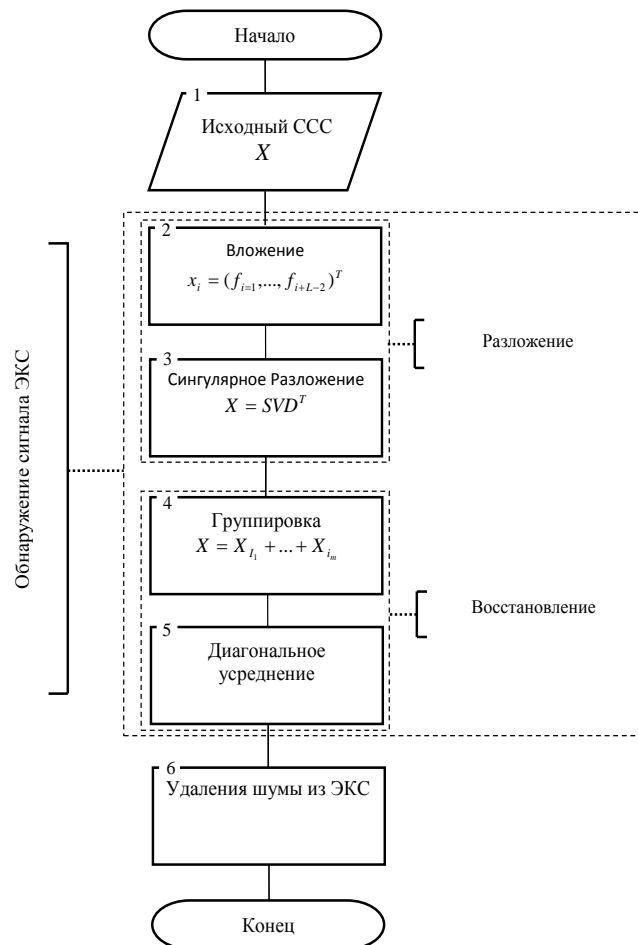 Начало
1
Исходный ССС
X
2
Вложение
x_i = (f_{i=1},..., f_{i+L-2})^T
3
Сингулярное Разложение
X = SVD^T
Разложение
Обнаружение сигнала ЭКС
4
Группировка
X = X_{I_1} + ... + X_{i_m}
Восстановление
5
Диагональное
усреднение
6
Удаления шумы из ЭКС
Конец